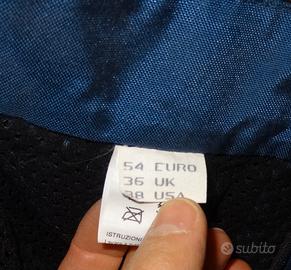 54 EURO
36 UK
38 USA
ISTRUZIONI
subito